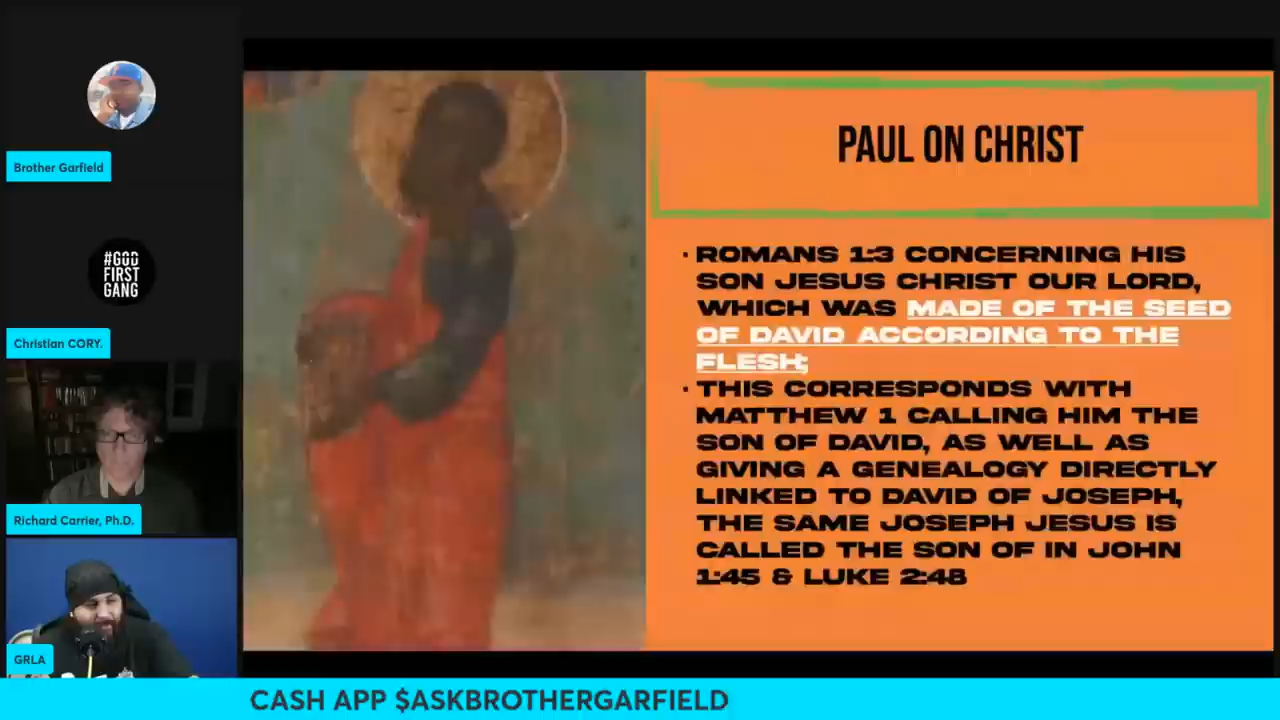 Brother Garfield
#GOD
FIRST
GANG
Christian CORY.
Richard Carrier, Ph.D.
GRLA
PAUL ON CHRIST
· ROMANS 1:3 CONCERNING HIS
SON JESUS CHRIST OUR LORD,
WHICH WAS MADE OF THE SEED
OF DAVID ACCORDING TO THE
FLESH;
· THIS CORRESPONDS WITH
MATTHEW 1 CALLING HIM THE
SON OF DAVID, AS WELL AS
GIVING A GENEALOGY DIRECTLY
LINKED TO DAVID OF JOSEPH,
THE SAME JOSEPH JESUS IS
CALLED THE SON OF IN JOHN
1:45 & LUKE 2:48
CASH APP $ASKBROTHERGARFIELD